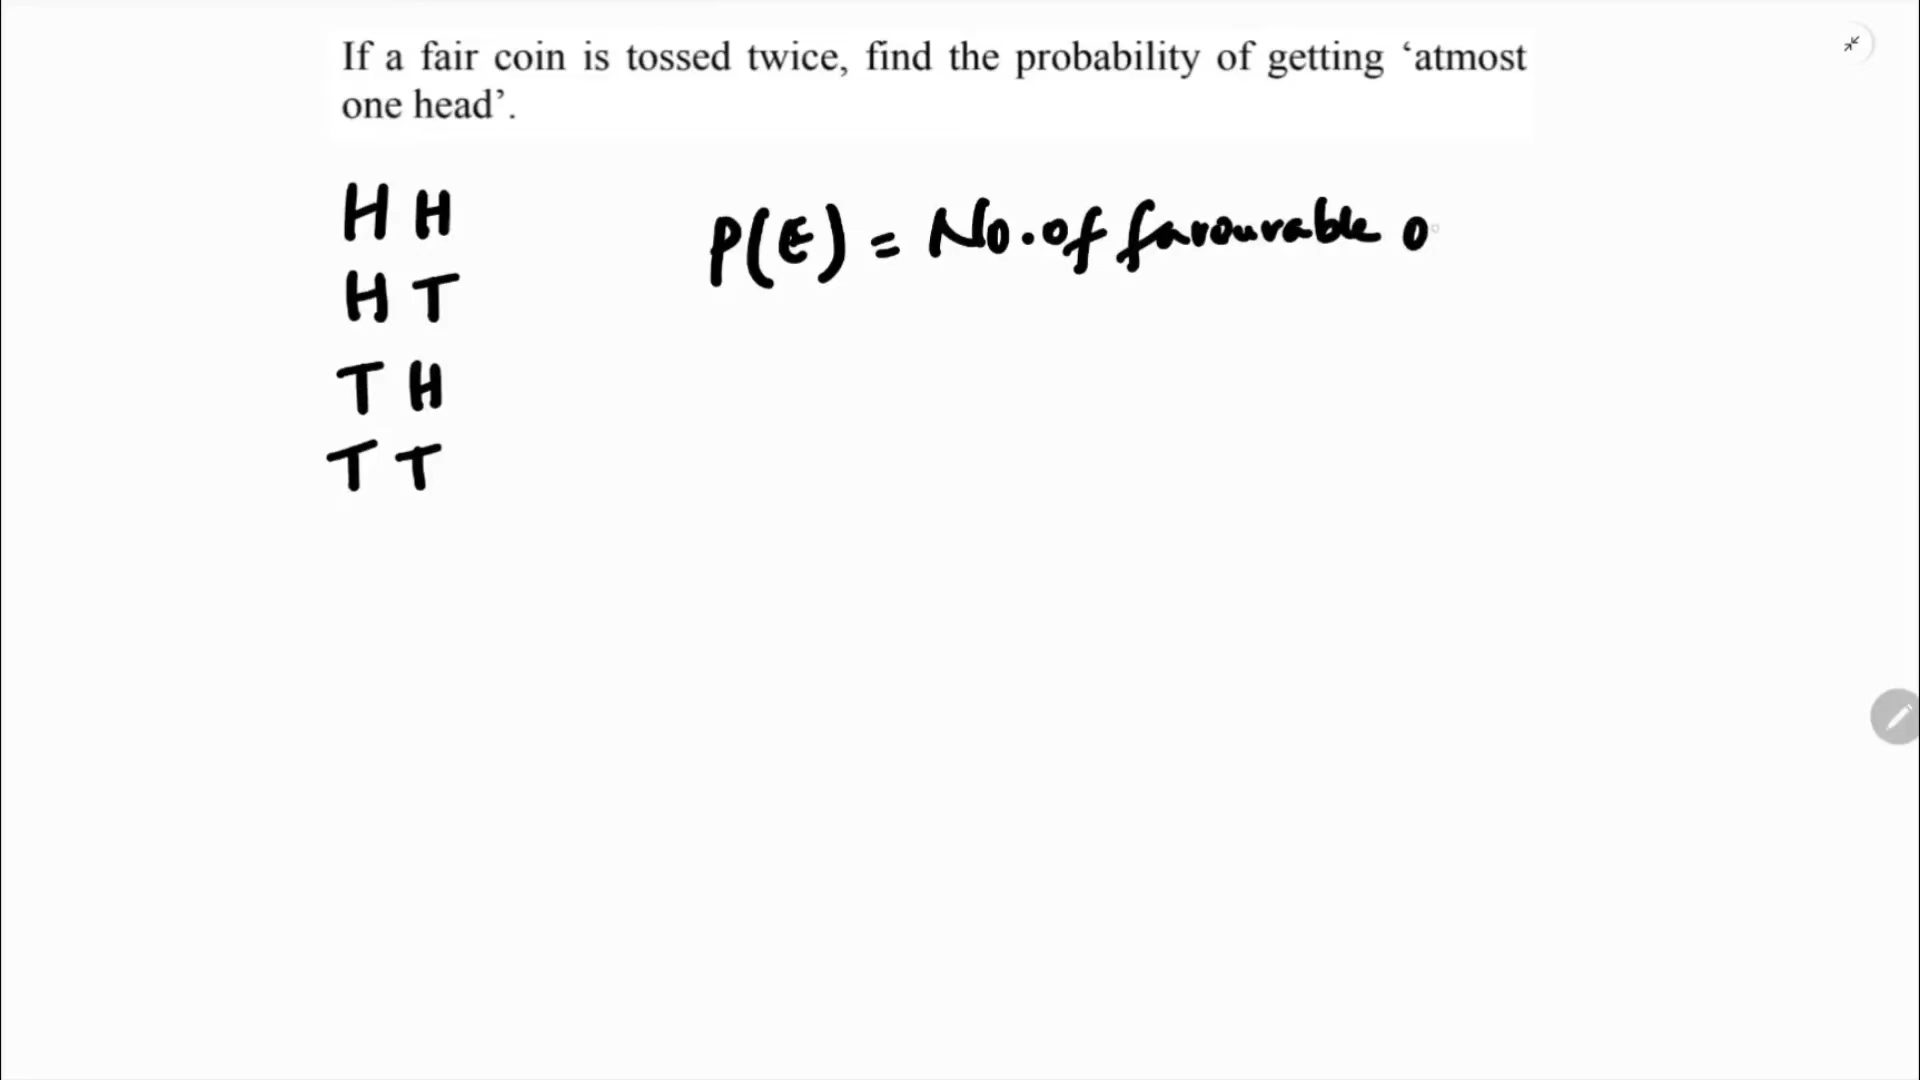 If a fair coin is tossed twice, find the probability of getting ‘atmost
one head’.
H H
H T
T H
T T
P(E) = No. of favourable o